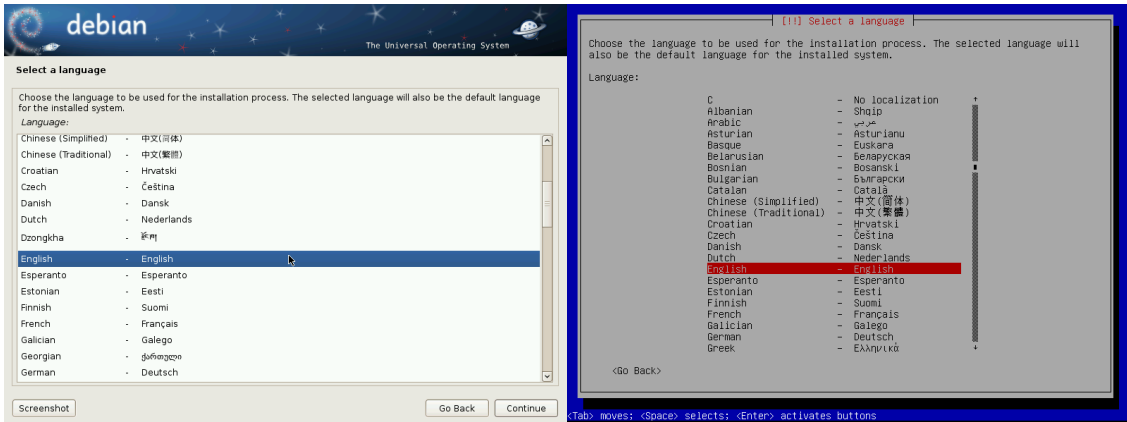 debian
The Universal Operating System
Select a language
Choose the language to be used for the installation process. The selected language will also be the default language
for the installed system.
Language:
Chinese (Simplified) - 中文(简体)
Chinese (Traditional) - 中文(繁體)
Croatian - Hrvatski
Czech - Čeština
Danish - Dansk
Dutch - Nederlands
Dzongkha - རྫོང་ཁ།
English - English
Esperanto - Esperanto
Estonian - Eesti
Finnish - Suomi
French - Français
Galician - Galego
Georgian - ქართული
German - Deutsch
Screenshot
Go Back
Continue
[!!] Select a language
Choose the language to be used for the installation process. The selected language will
also be the default language for the installed system.
Language:
C - No localization
Albanian - Shqip
Arabic - عربي
Asturian - Asturianu
Basque - Euskara
Belarusian - Беларуская
Bosnian - Bosanski
Bulgarian - Български
Catalan - Català
Chinese (Simplified) - 中文(简体)
Chinese (Traditional) - 中文(繁體)
Croatian - Hrvatski
Czech - Čeština
Danish - Dansk
Dutch - Nederlands
English - English
Esperanto - Esperanto
Estonian - Eesti
Finnish - Suomi
French - Français
Galician - Galego
German - Deutsch
Greek - Ελληνικά
<Go Back>
<Tab> moves; <Space> selects; <Enter> activates buttons